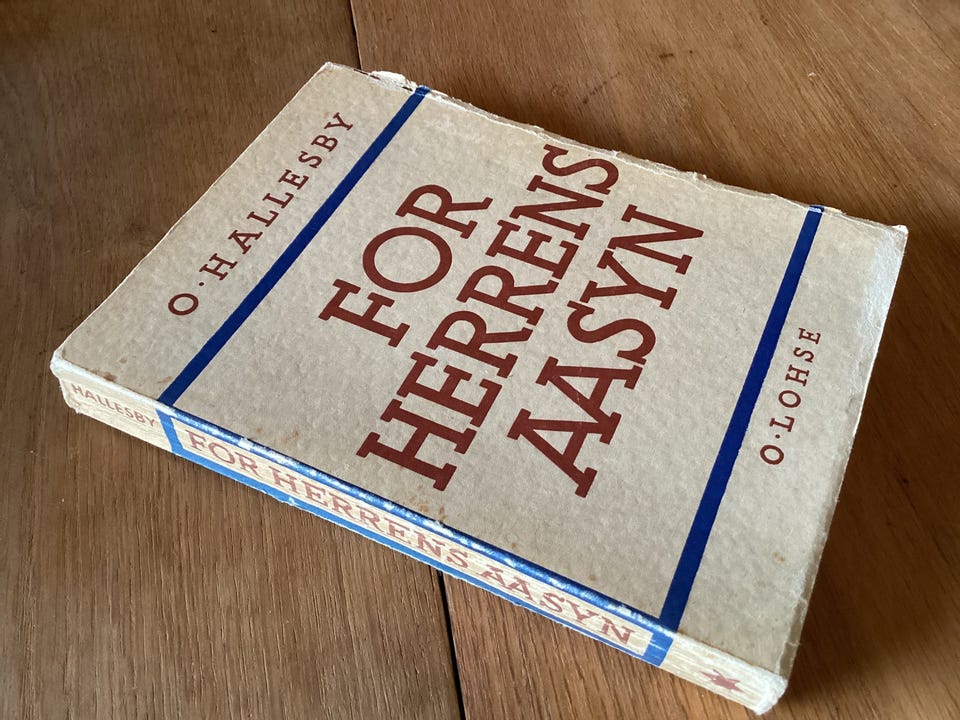 O·HALLESBY
FOR
HERRENS
AASYN
O·LOHSE
HALLESBY
FOR HERRENS AASYN